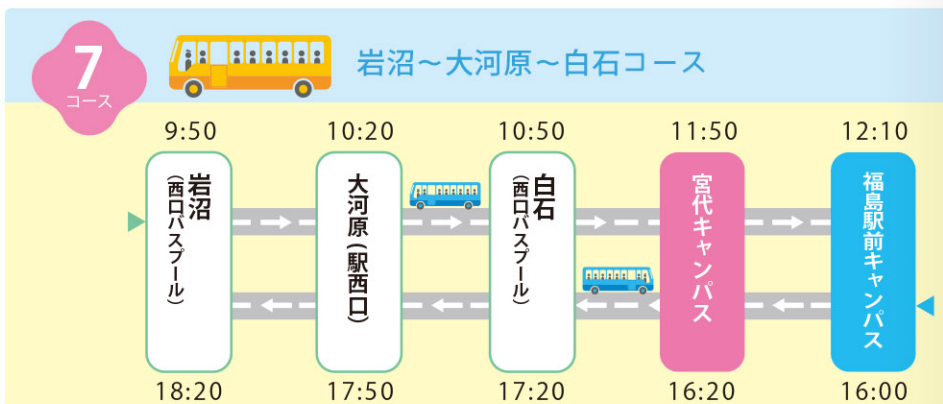 7
コース
岩沼～大河原～白石コース
9:50
10:20
10:50
11:50
12:10
岩沼
(西口バスプール)
大河原(駅西口)
白石
(西口バスプール)
宮代キャンパス
福島駅前キャンパス
18:20
17:50
17:20
16:20
16:00